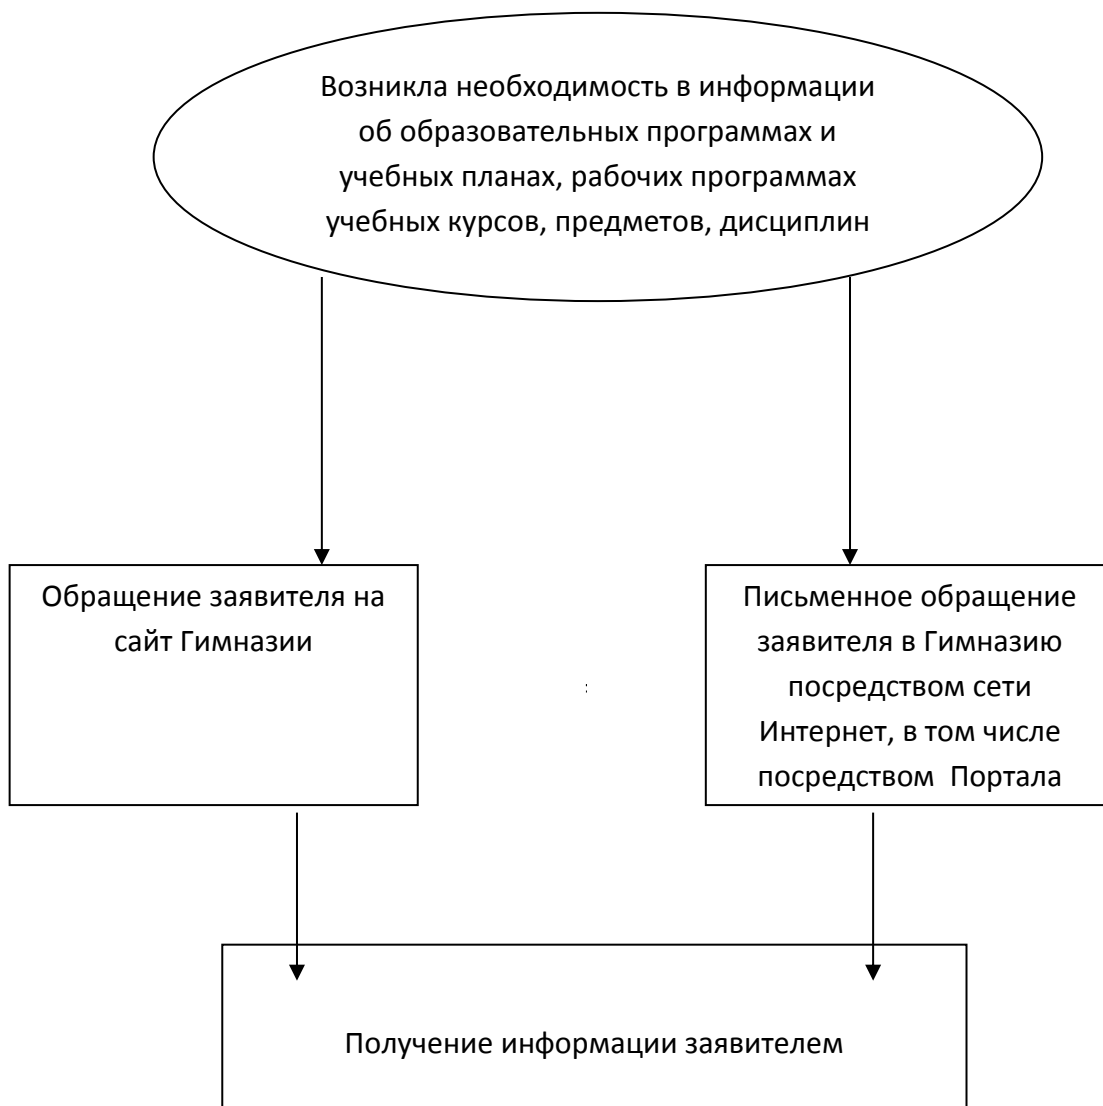 Возникла необходимость в информации
об образовательных программах и
учебных планах, рабочих программах
учебных курсов, предметов, дисциплин
Обращение заявителя на
сайт Гимназии
Письменное обращение
заявителя в Гимназию
посредством сети
Интернет, в том числе
посредством  Портала
Получение информации заявителем